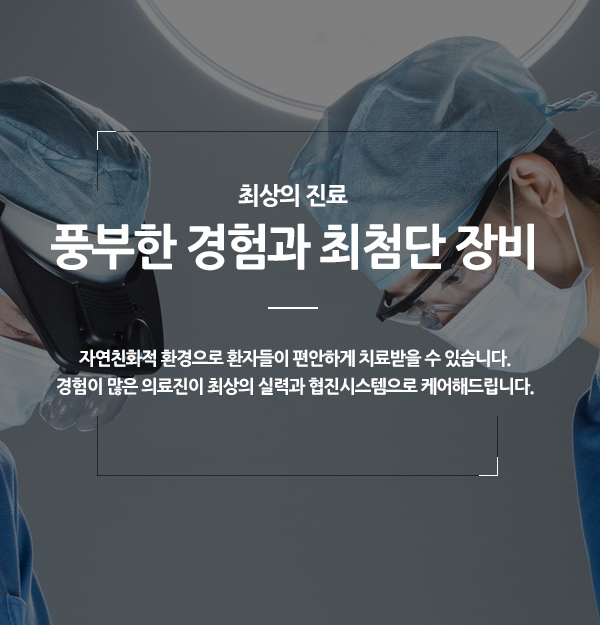 최상의 진료
풍부한 경험과 최첨단 장비
자연친화적 환경으로 환자들이 편안하게 치료받을 수 있습니다.
경험이 많은 의료진이 최상의 실력과 협진시스템으로 케어해드립니다.